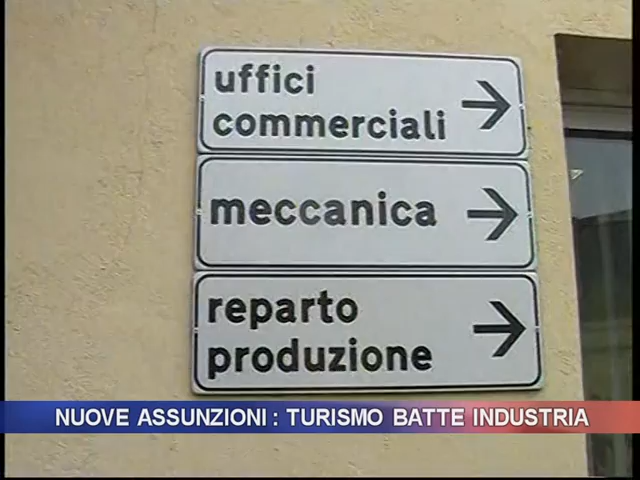 uffici
commerciali
meccanica
reparto
produzione
NUOVE ASSUNZIONI : TURISMO BATTE INDUSTRIA